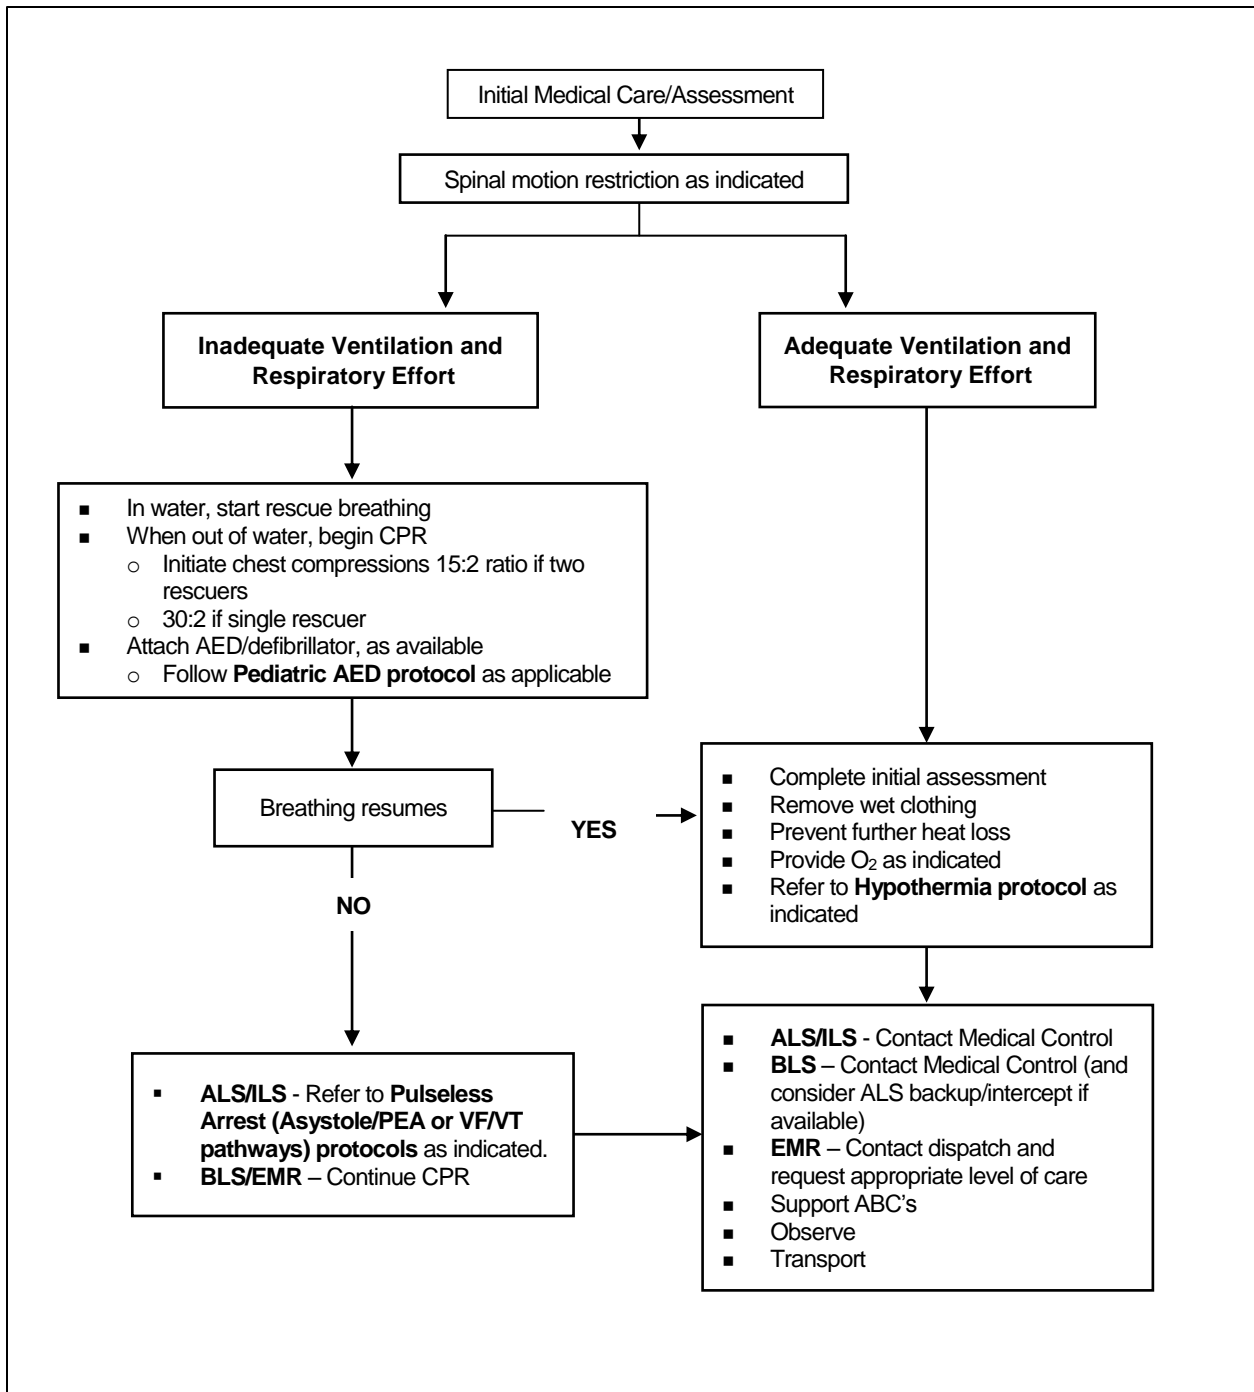 Initial Medical Care/Assessment
Spinal motion restriction as indicated
Inadequate Ventilation and
Respiratory Effort
Adequate Ventilation and
Respiratory Effort
■ In water, start rescue breathing
■ When out of water, begin CPR
o Initiate chest compressions 15:2 ratio if two
rescuers
o 30:2 if single rescuer
■ Attach AED/defibrillator, as available
o Follow Pediatric AED protocol as applicable
Breathing resumes
YES
NO
■ Complete initial assessment
■ Remove wet clothing
■ Prevent further heat loss
■ Provide O₂ as indicated
■ Refer to Hypothermia protocol as
indicated
▪ ALS/ILS - Refer to Pulseless
Arrest (Asystole/PEA or VF/VT
pathways) protocols as indicated.
▪ BLS/EMR – Continue CPR
■ ALS/ILS - Contact Medical Control
■ BLS – Contact Medical Control (and
consider ALS backup/intercept if
available)
■ EMR – Contact dispatch and
request appropriate level of care
■ Support ABC's
■ Observe
■ Transport